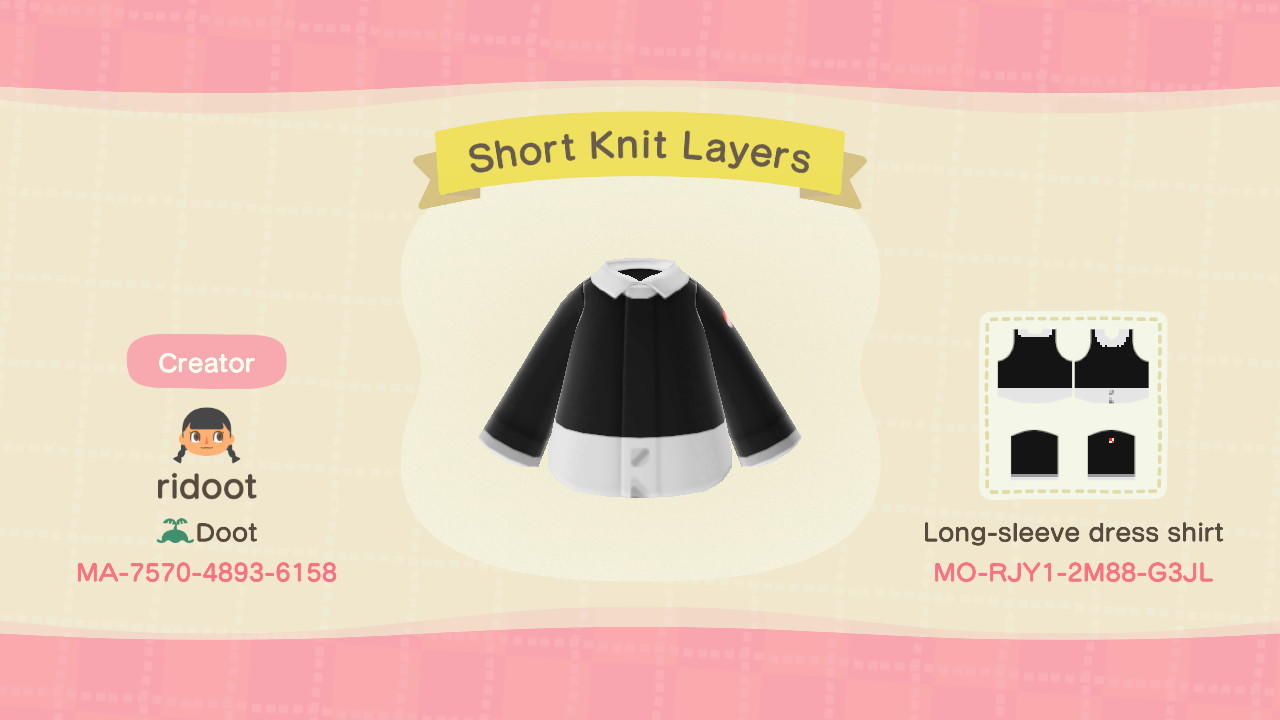 Short Knit Layers
Creator
ridoot
Doot
MA-7570-4893-6158
Long-sleeve dress shirt
MO-RJY1-2M88-G3JL